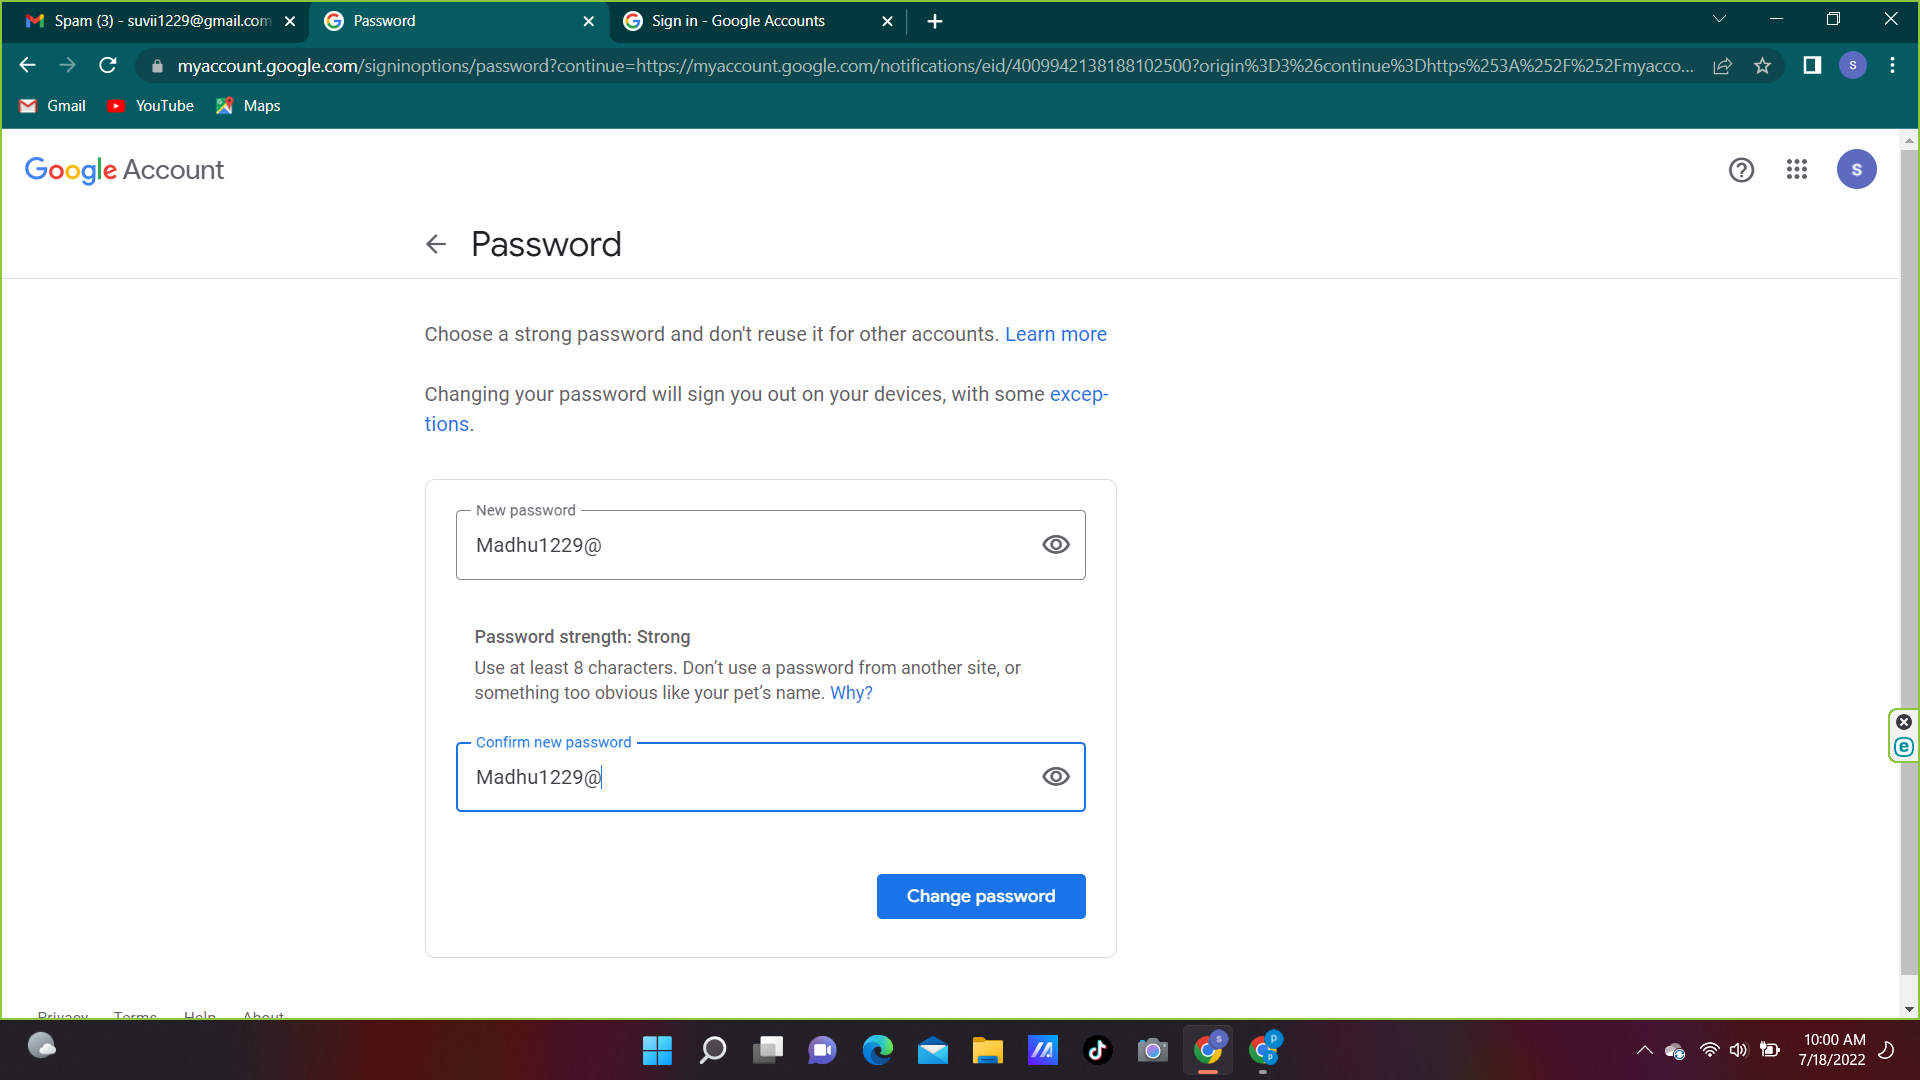 Spam (3) - suvii1229@gmail.com
Password
Sign in - Google Accounts
myaccount.google.com/signinoptions/password?continue=https://myaccount.google.com/notifications/eid/4009942138188102500?origin%3D3%26continue%3Dhttps%253A%252F%252Fmyacco...
S
Gmail
YouTube
Maps
Google Account
S
Password
Choose a strong password and don't reuse it for other accounts. Learn more
Changing your password will sign you out on your devices, with some excep-
tions.
New password
Madhu1229@
Password strength: Strong
Use at least 8 characters. Don’t use a password from another site, or
something too obvious like your pet’s name. Why?
Confirm new password
Madhu1229@
Change password
Privacy Terms Help About
10:00 AM
7/18/2022